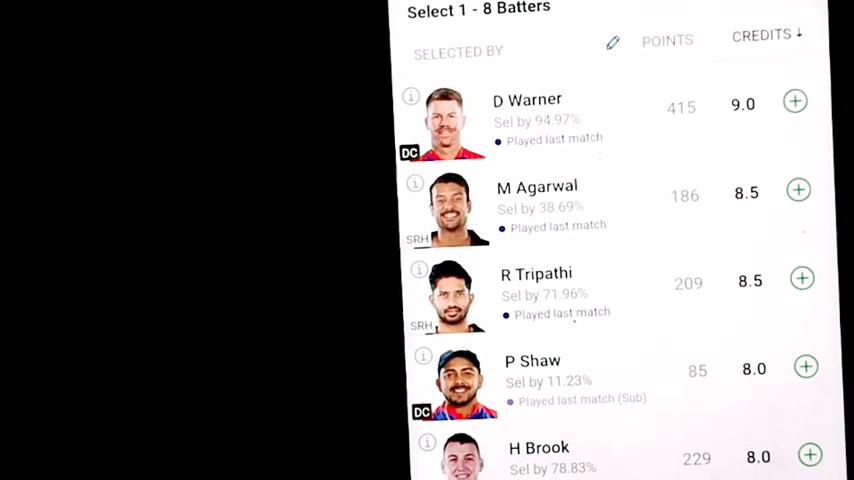 Select 1 - 8 Batters
SELECTED BY POINTS CREDITS ↓
D Warner 415 9.0
Sel by 94.97%
Played last match
DC
M Agarwal 186 8.5
Sel by 38.69%
Played last match
SRH
R Tripathi 209 8.5
Sel by 71.96%
Played last match
SRH
P Shaw 85 8.0
Sel by 11.23%
Played last match (Sub)
DC
H Brook 229 8.0
Sel by 78.83%